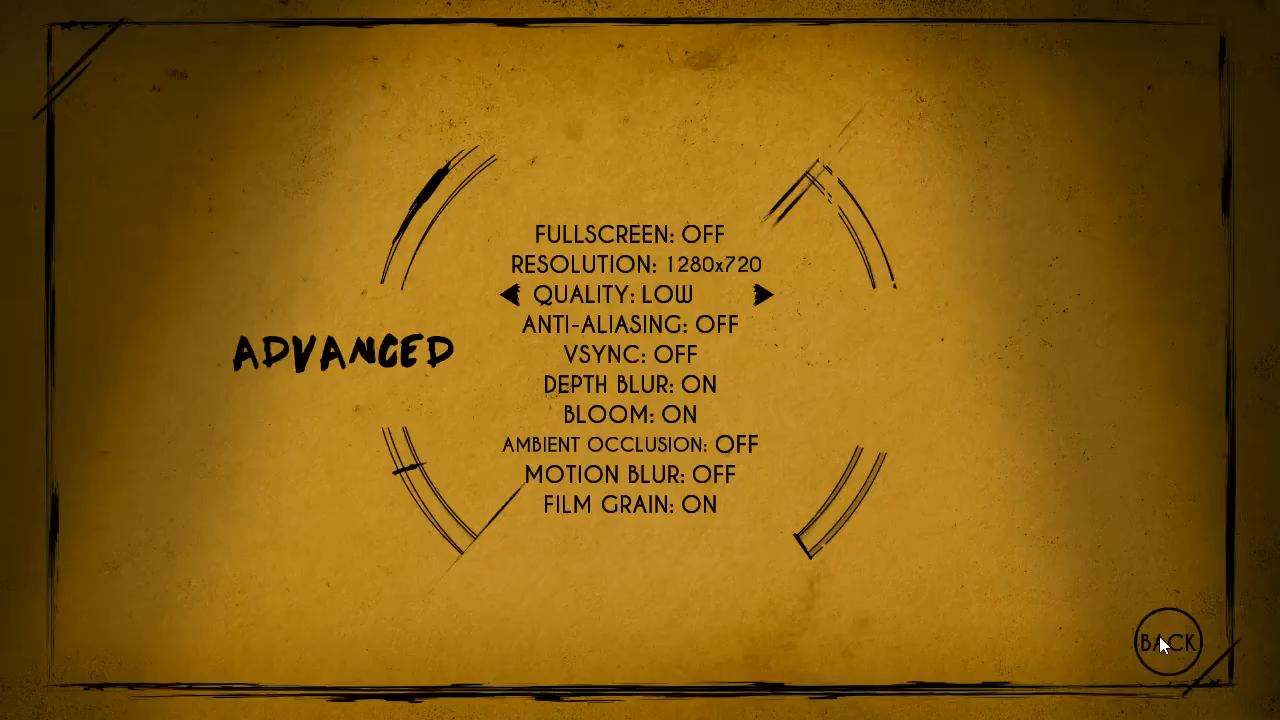 FULLSCREEN: OFF
RESOLUTION: 1280x720
QUALITY: LOW
ANTI-ALIASING: OFF
ADVANCED
VSYNC: OFF
DEPTH BLUR: ON
BLOOM: ON
AMBIENT OCCLUSION: OFF
MOTION BLUR: OFF
FILM GRAIN: ON
BACK